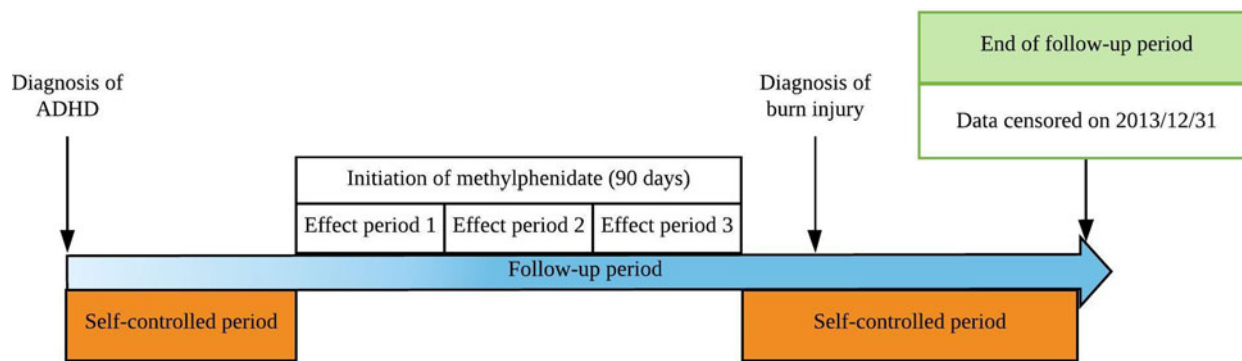 Diagnosis of
ADHD
Diagnosis of
burn injury
End of follow-up period
Data censored on 2013/12/31
Initiation of methylphenidate (90 days)
Effect period 1
Effect period 2
Effect period 3
Follow-up period
Self-controlled period
Self-controlled period